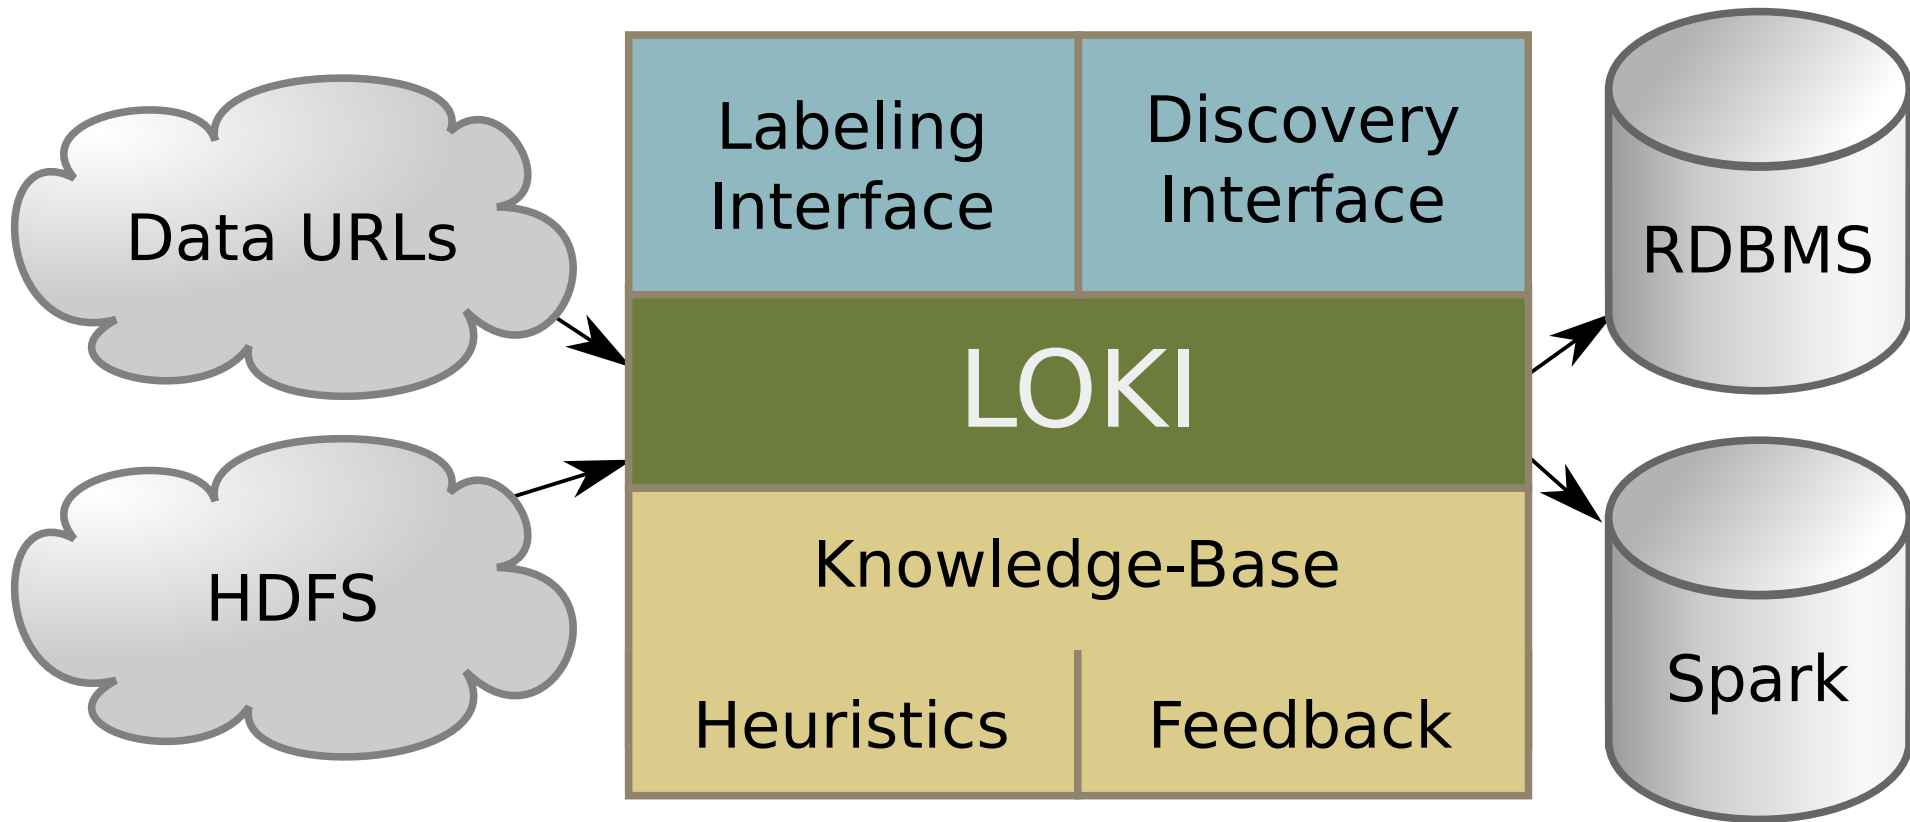 Data URLs
HDFS
Labeling
Interface
Discovery
Interface
LOKI
Knowledge-Base
Heuristics
Feedback
RDBMS
Spark